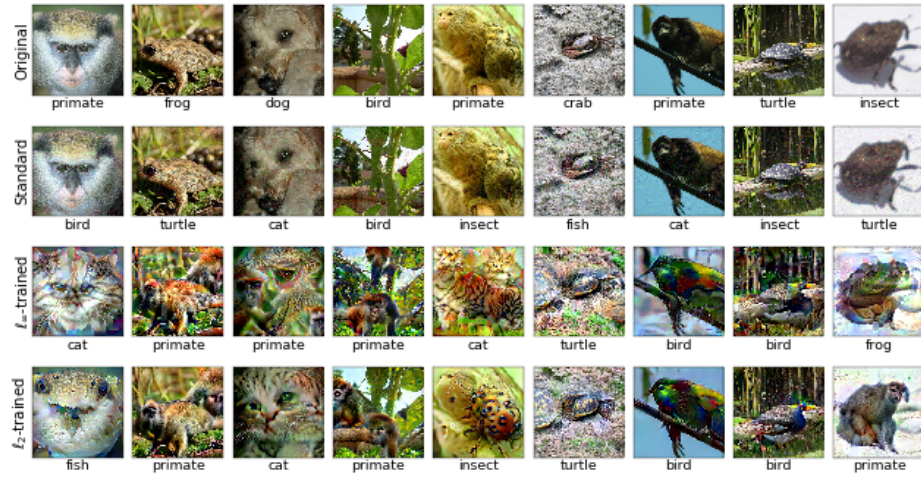 Original
primate frog dog bird primate crab primate turtle insect
Standard
bird turtle cat bird insect fish cat insect turtle
ℓ∞-trained
cat primate primate primate cat turtle bird bird frog
ℓ₂-trained
fish primate cat primate insect turtle bird bird primate